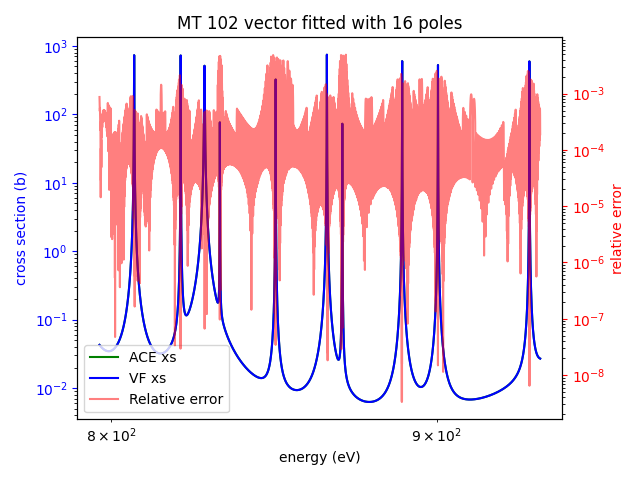 MT 102 vector fitted with 16 poles
10³
10²
10¹
10⁰
10⁻¹
10⁻²
cross section (b)
10⁻³
10⁻⁴
10⁻⁵
10⁻⁶
10⁻⁷
10⁻⁸
relative error
ACE xs
VF xs
Relative error
8 × 10²
9 × 10²
energy (eV)